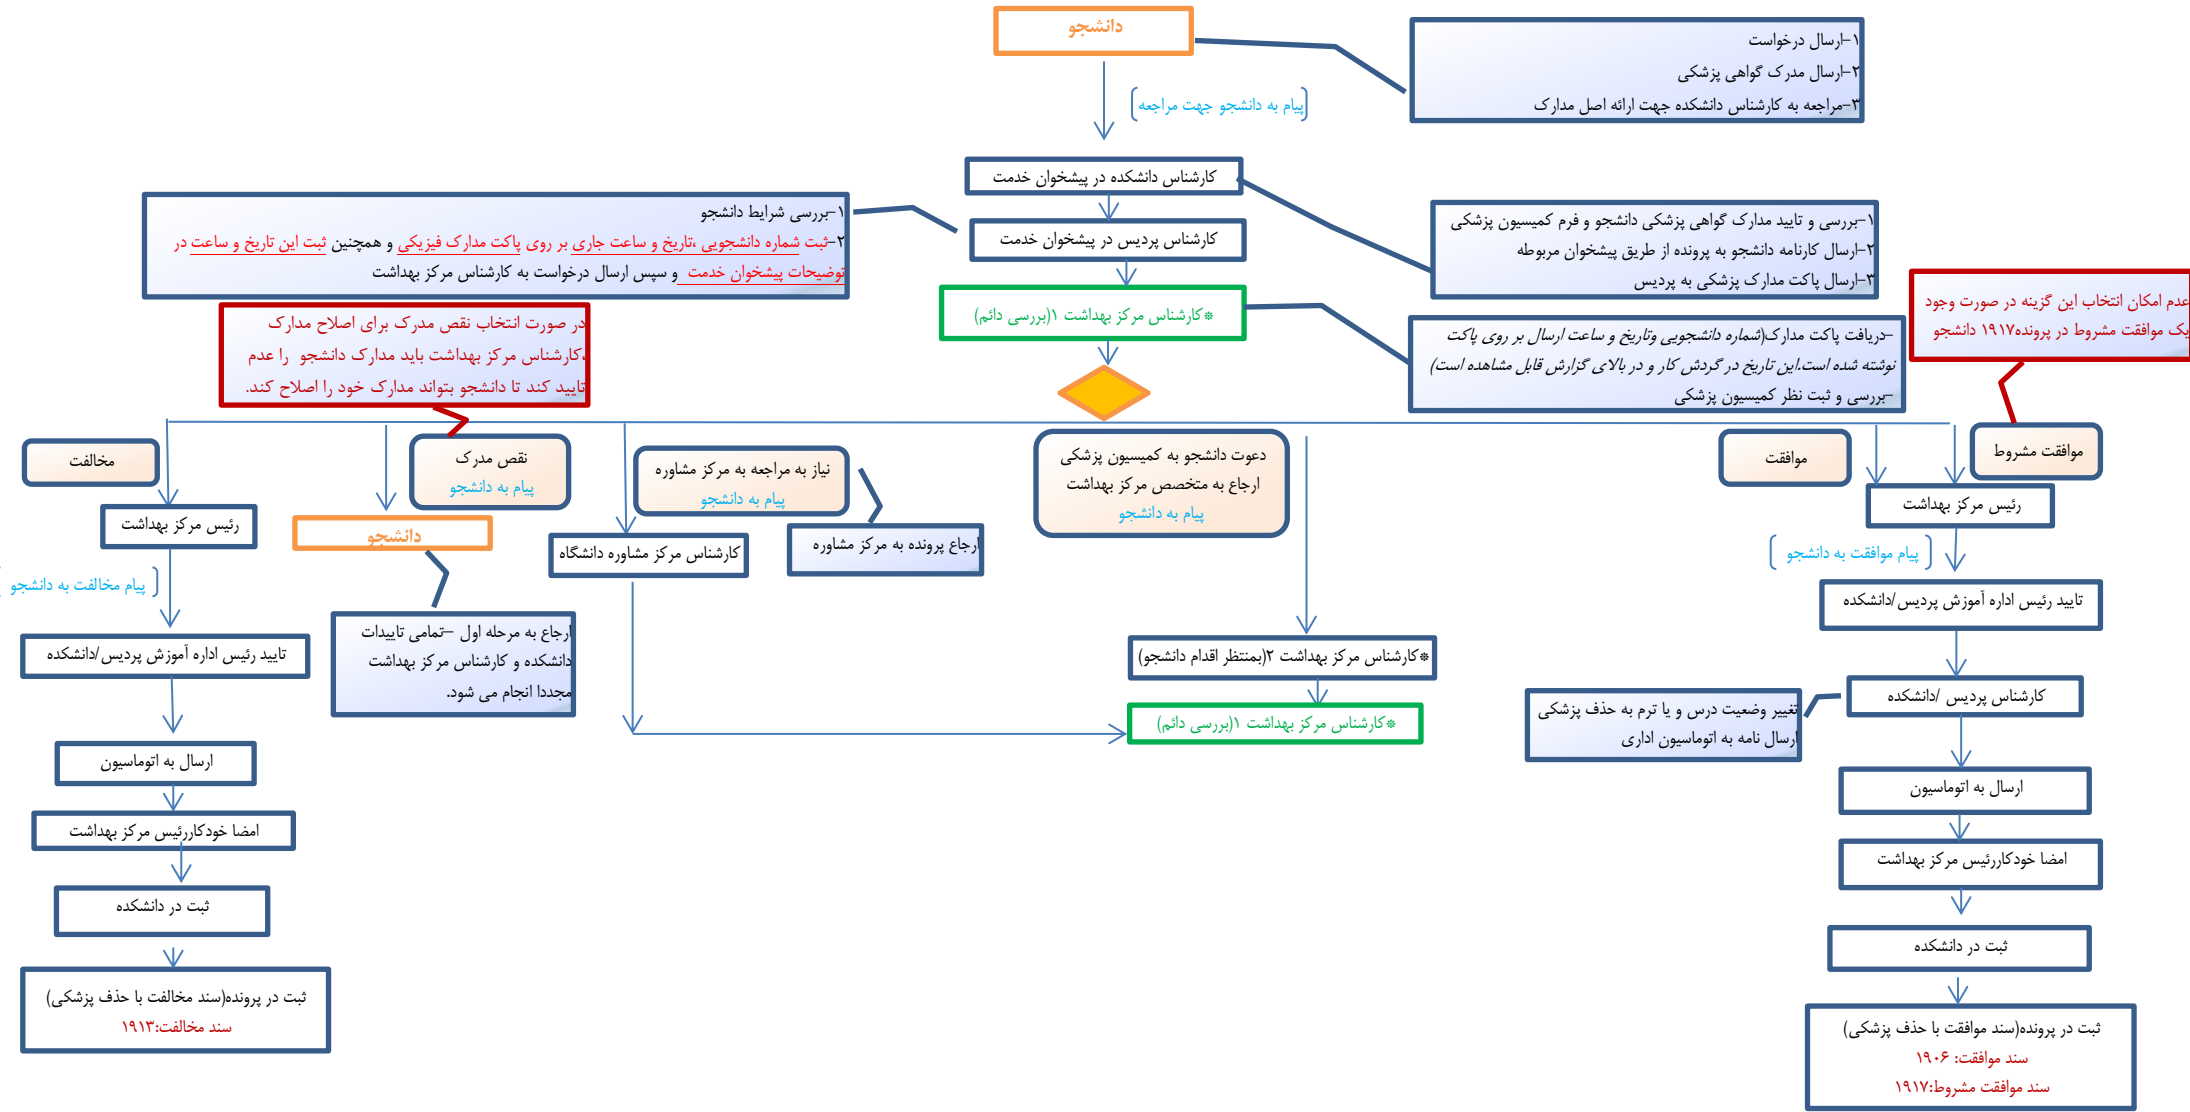 دانشجو
۱-ارسال درخواست
۲-ارسال مدرک گواهی پزشکی
۳-مراجعه به کارشناس دانشکده جهت ارائه اصل مدارک
پیام به دانشجو جهت مراجعه
کارشناس دانشکده در پیشخوان خدمت
۱-بررسی و تایید مدارک گواهی پزشکی دانشجو و فرم کمیسیون پزشکی
۲-ارسال کارنامه دانشجو به پرونده از طریق پیشخوان مربوطه
۳-ارسال پاکت مدارک پزشکی به پردیس
کارشناس پردیس در پیشخوان خدمت
۱-بررسی شرایط دانشجو
۲-ثبت شماره دانشجویی ،تاریخ و ساعت جاری بر روی پاکت مدارک فیزیکی و همچنین ثبت این تاریخ و ساعت در
توضیحات پیشخوان خدمت و سپس ارسال درخواست به کارشناس مرکز بهداشت
*کارشناس مرکز بهداشت ۱(بررسی دائم)
-دریافت پاکت مدارک(شماره دانشجویی وتاریخ و ساعت ارسال بر روی پاکت
نوشته شده است.این تاریخ در گردش کار و در بالای گزارش قابل مشاهده است)
-بررسی و ثبت نظر کمیسیون پزشکی
عدم امکان انتخاب این گزینه در صورت وجود
یک موافقت مشروط در پرونده۱۹۱۷ دانشجو
در صورت انتخاب نقص مدرک برای اصلاح مدارک
،کارشناس مرکز بهداشت باید مدارک دانشجو را عدم
تایید کند تا دانشجو بتواند مدارک خود را اصلاح کند.
موافقت مشروط
موافقت
رئیس مرکز بهداشت
پیام موافقت به دانشجو
تایید رئیس اداره آموزش پردیس/دانشکده
کارشناس پردیس /دانشکده
تغییر وضعیت درس و یا ترم به حذف پزشکی
ارسال نامه به اتوماسیون اداری
ارسال به اتوماسیون
امضا خودکاررئیس مرکز بهداشت
ثبت در دانشکده
ثبت در پرونده(سند موافقت با حذف پزشکی)
سند موافقت: ۱۹۰۶
سند موافقت مشروط:۱۹۱۷
دعوت دانشجو به کمیسیون پزشکی
ارجاع به متخصص مرکز بهداشت
پیام به دانشجو
*کارشناس مرکز بهداشت ۲(بمنتظر اقدام دانشجو)
*کارشناس مرکز بهداشت ۱(بررسی دائم)
نیاز به مراجعه به مرکز مشاوره
پیام به دانشجو
ارجاع پرونده به مرکز مشاوره
کارشناس مرکز مشاوره دانشگاه
نقص مدرک
پیام به دانشجو
دانشجو
ارجاع به مرحله اول –تمامی تاییدات
دانشکده و کارشناس مرکز بهداشت
مجددا انجام می شود.
مخالفت
رئیس مرکز بهداشت
پیام مخالفت به دانشجو
تایید رئیس اداره آموزش پردیس/دانشکده
ارسال به اتوماسیون
امضا خودکاررئیس مرکز بهداشت
ثبت در دانشکده
ثبت در پرونده(سند مخالفت با حذف پزشکی)
سند مخالفت:۱۹۱۳